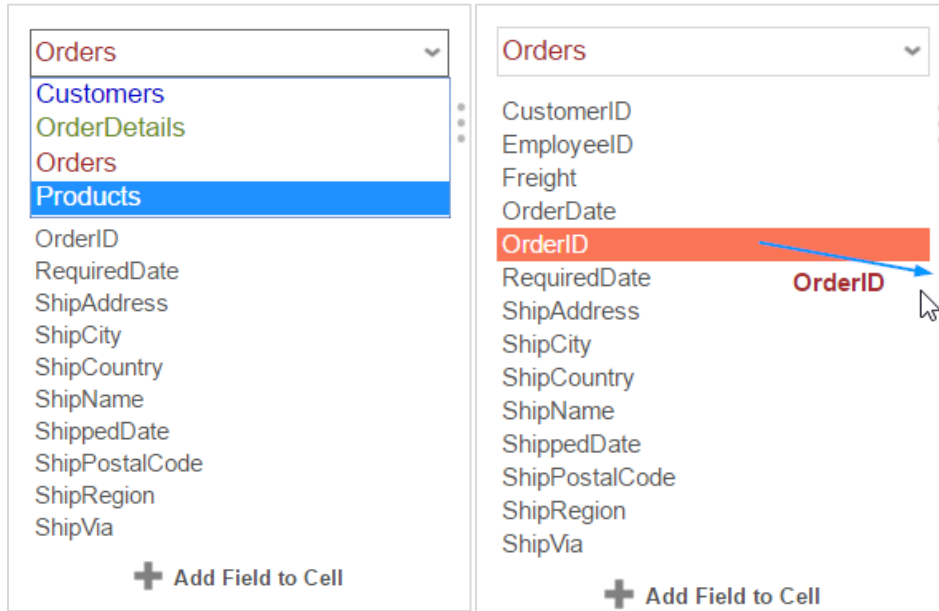 Orders
Customers
OrderDetails
Orders
Products
OrderID
RequiredDate
ShipAddress
ShipCity
ShipCountry
ShipName
ShippedDate
ShipPostalCode
ShipRegion
ShipVia
Add Field to Cell
Orders
CustomerID
EmployeeID
Freight
OrderDate
OrderID
RequiredDate
OrderID
ShipAddress
ShipCity
ShipCountry
ShipName
ShippedDate
ShipPostalCode
ShipRegion
ShipVia
Add Field to Cell